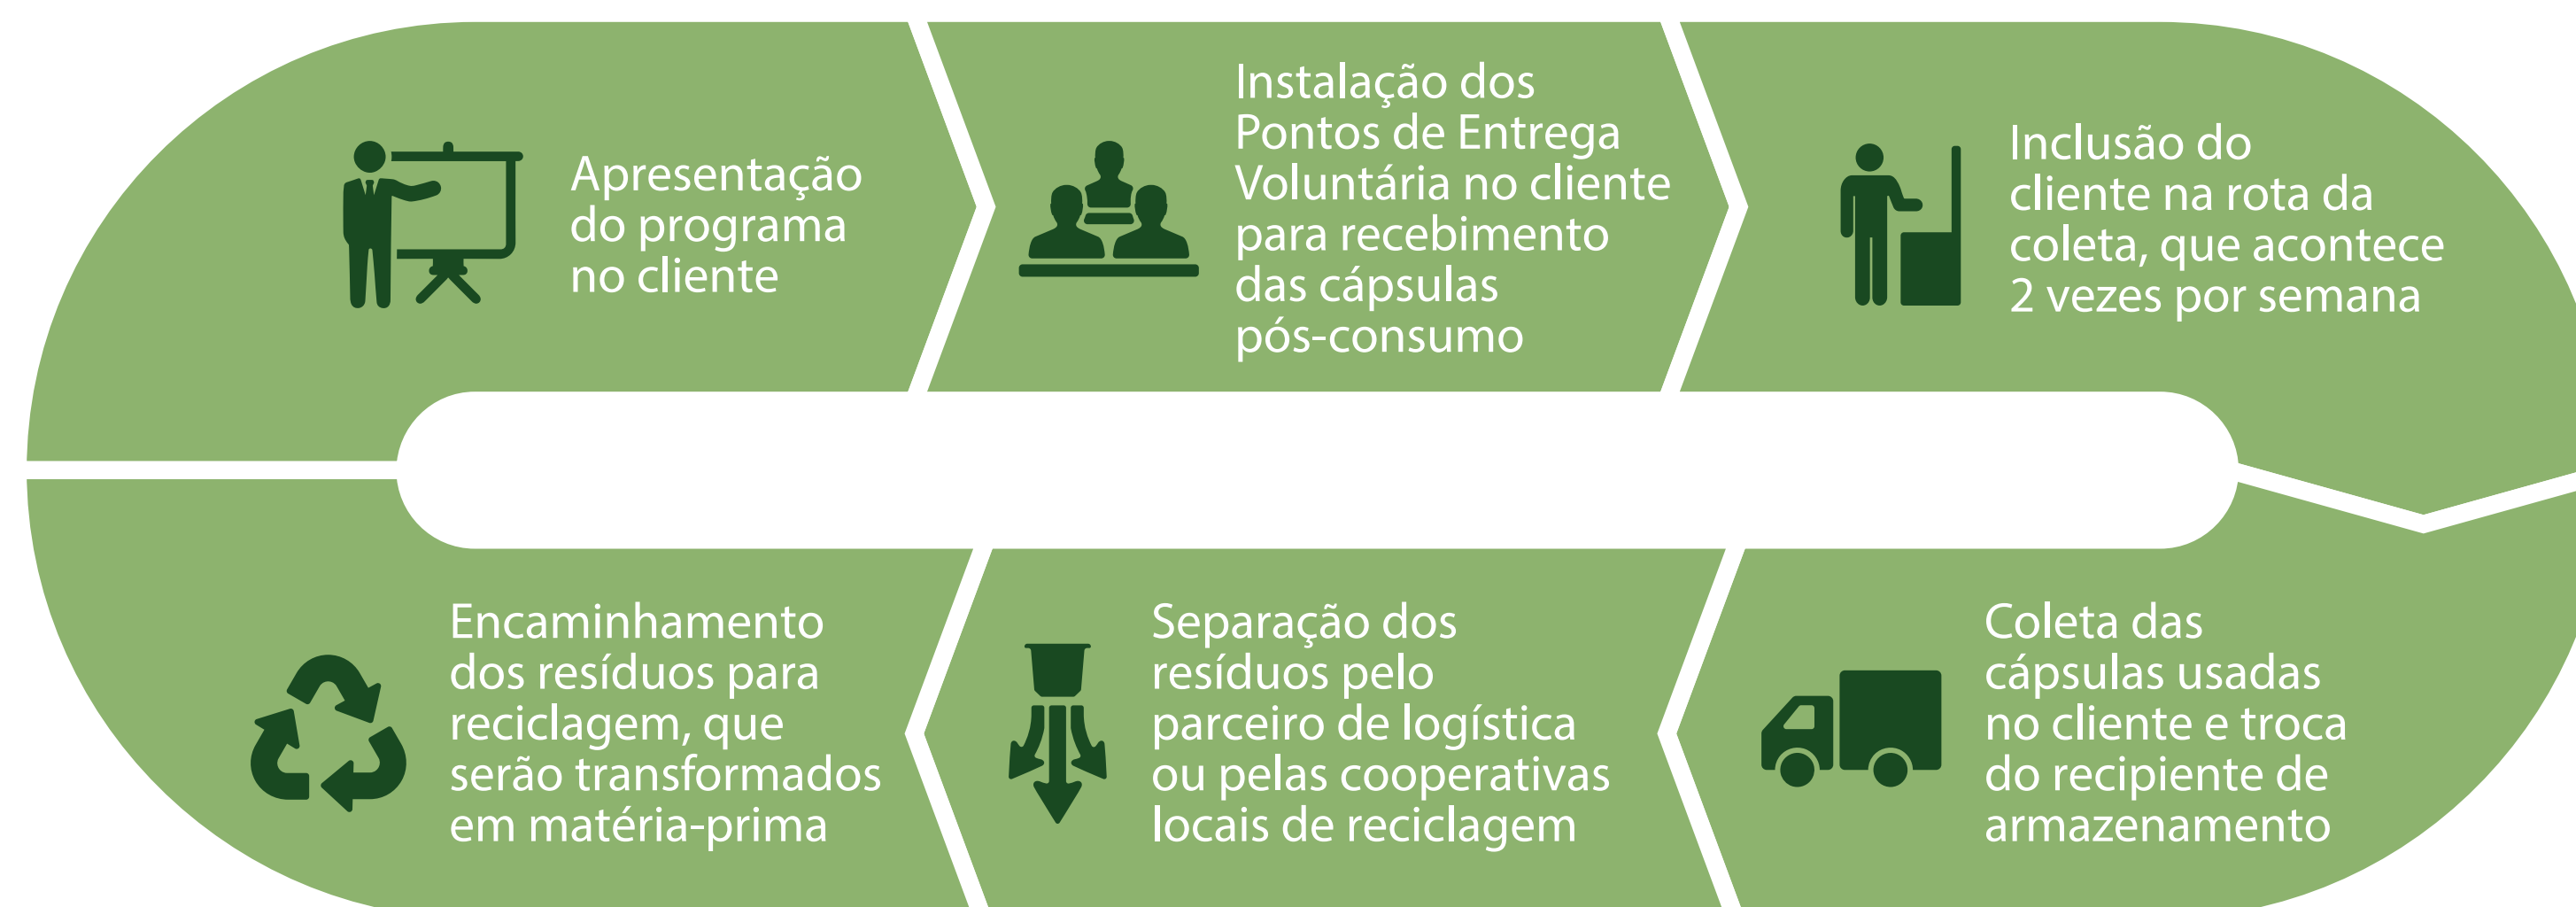 Apresentação
do programa
no cliente
Instalação dos
Pontos de Entrega
Voluntária no cliente
para recebimento
das cápsulas
pós-consumo
Inclusão do
cliente na rota da
coleta, que acontece
2 vezes por semana
Coleta das
cápsulas usadas
no cliente e troca
do recipiente de
armazenamento
Separação dos
resíduos pelo
parceiro de logística
ou pelas cooperativas
locais de reciclagem
Encaminhamento
dos resíduos para
reciclagem, que
serão transformados
em matéria-prima